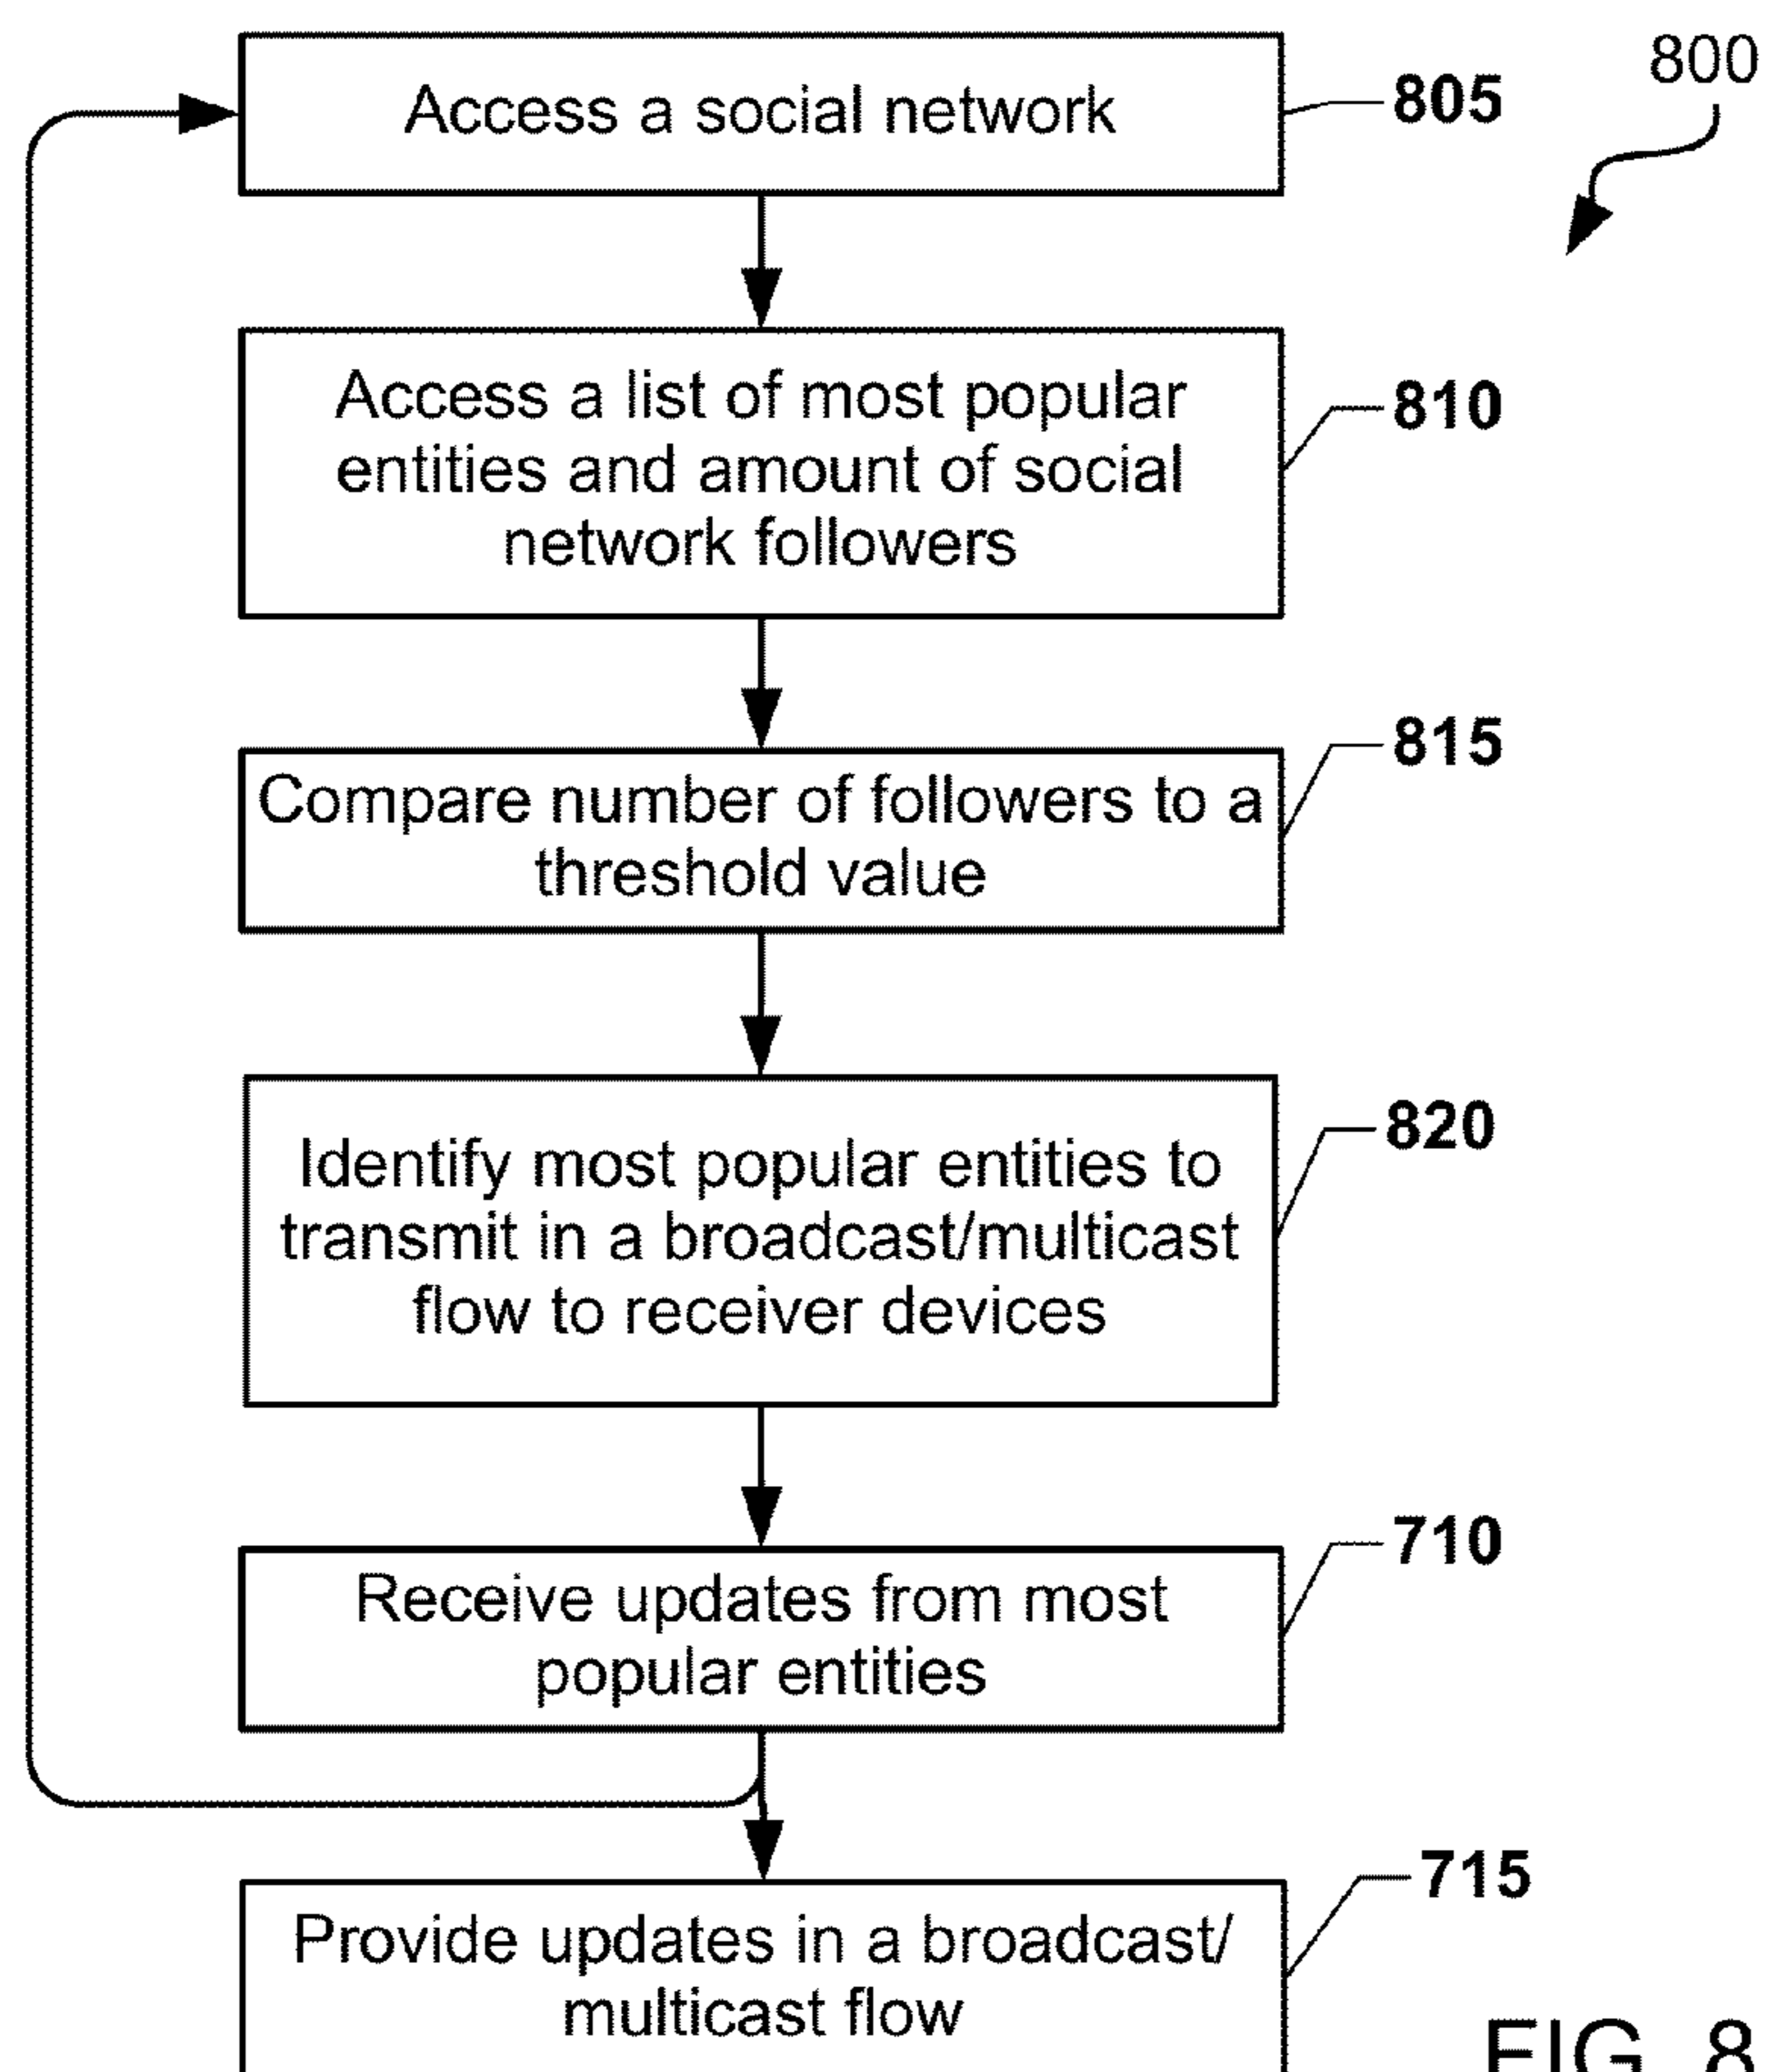 800
Access a social network
805
Access a list of most popular
entities and amount of social
network followers
810
Compare number of followers to a
threshold value
815
Identify most popular entities to
transmit in a broadcast/multicast
flow to receiver devices
820
Receive updates from most
popular entities
710
Provide updates in a broadcast/
multicast flow
715
FIG. 8